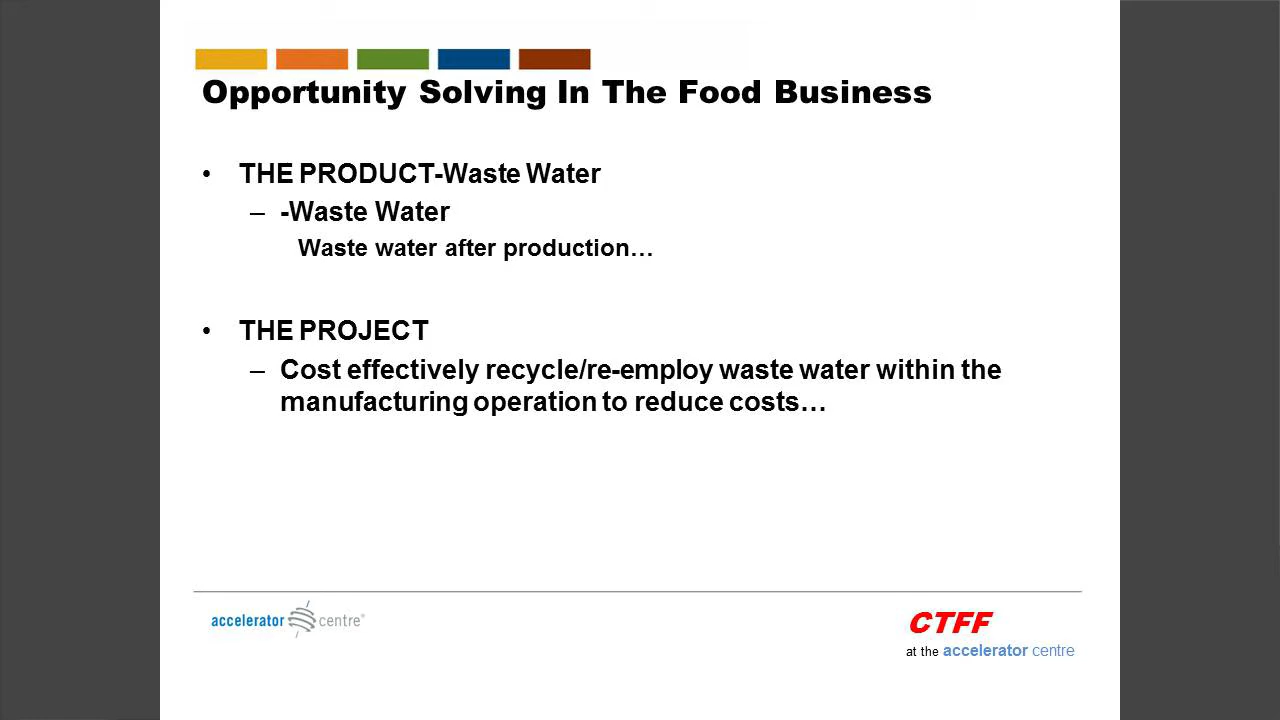 Opportunity Solving In The Food Business
• THE PRODUCT-Waste Water
– -Waste Water
Waste water after production…
• THE PROJECT
– Cost effectively recycle/re-employ waste water within the
manufacturing operation to reduce costs…
accelerator centre®
CTFF
at the accelerator centre